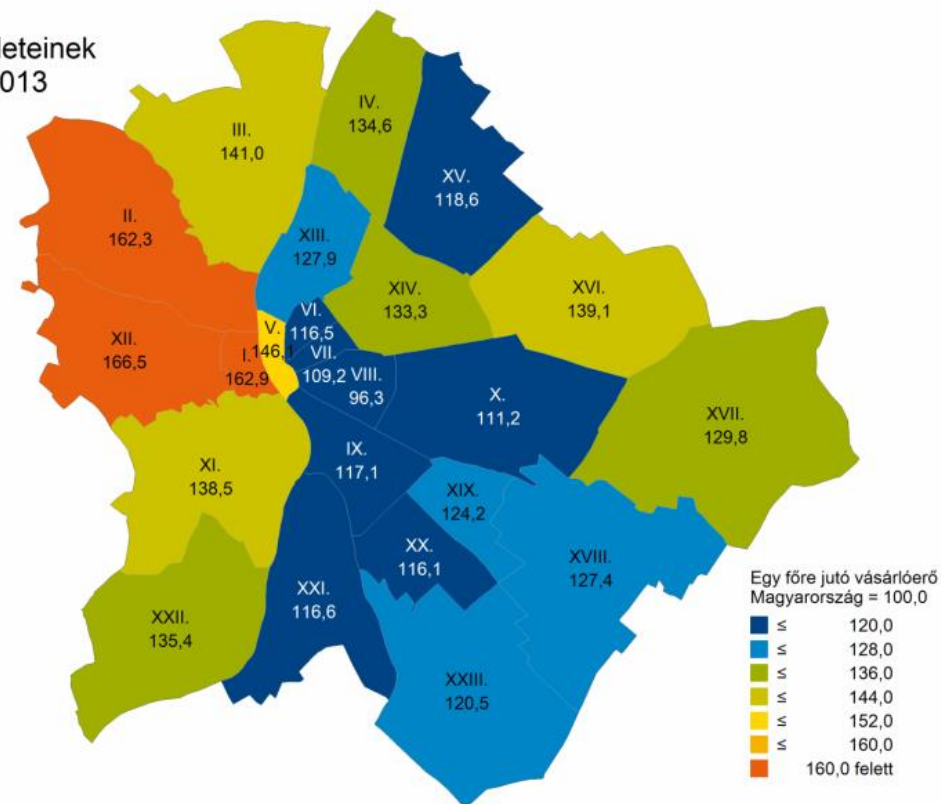 leteinek
013
IV.
134,6
III.
141,0
XV.
118,6
II.
162,3
XIII.
127,9
XIV.
133,3
XVI.
139,1
VI.
116,5
V.
146,1
XII.
166,5
I.
162,9
VII.
109,2
VIII.
96,3
X.
111,2
XVII.
129,8
IX.
117,1
XI.
138,5
XIX.
124,2
XX.
116,1
XVIII.
127,4
XXI.
116,6
XXII.
135,4
XXIII.
120,5
Egy főre jutó vásárlóerő
Magyarország = 100,0
≤ 120,0
≤ 128,0
≤ 136,0
≤ 144,0
≤ 152,0
≤ 160,0
160,0 felett